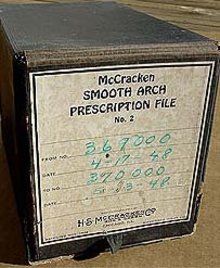 McCracken
SMOOTH ARCH
PRESCRIPTION FILE
No. 2
FROM NO. 367000
DATE 4-17-48
TO NO. 370000
DATE 5-13-48
H.S. McCRACKEN CO